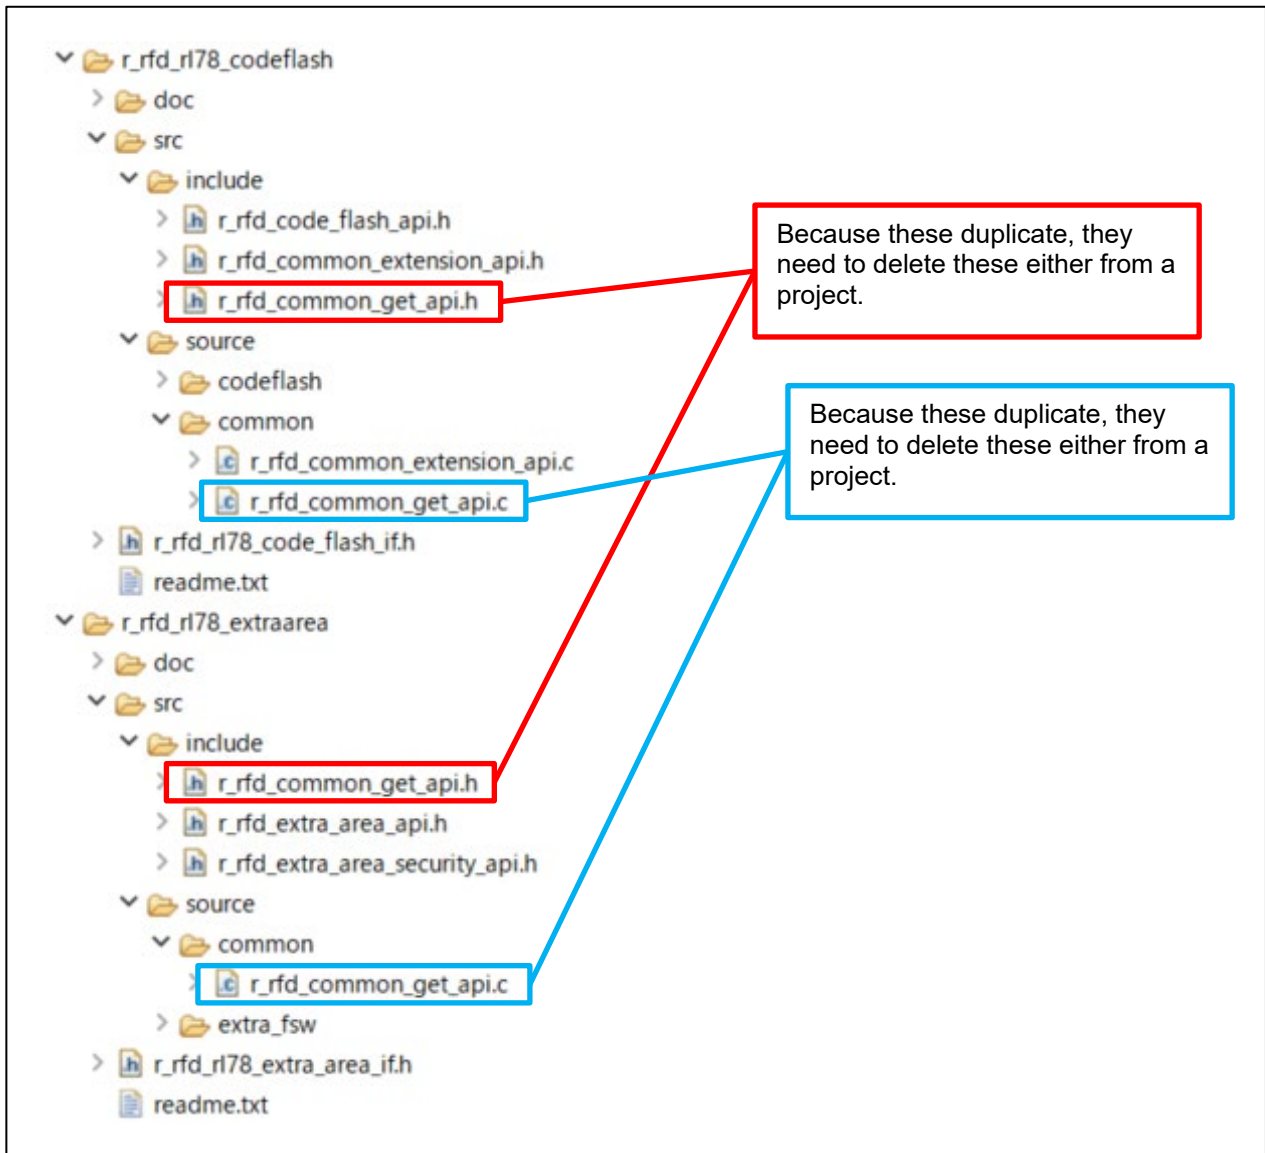 r_rfd_rl78_codeflash
doc
src
include
r_rfd_code_flash_api.h
r_rfd_common_extension_api.h
r_rfd_common_get_api.h
source
codeflash
common
r_rfd_common_extension_api.c
r_rfd_common_get_api.c
r_rfd_rl78_code_flash_if.h
readme.txt
r_rfd_rl78_extraarea
doc
src
include
r_rfd_common_get_api.h
r_rfd_extra_area_api.h
r_rfd_extra_area_security_api.h
source
common
r_rfd_common_get_api.c
extra_fsw
r_rfd_rl78_extra_area_if.h
readme.txt
Because these duplicate, they
need to delete these either from a
project.
Because these duplicate, they
need to delete these either from a
project.